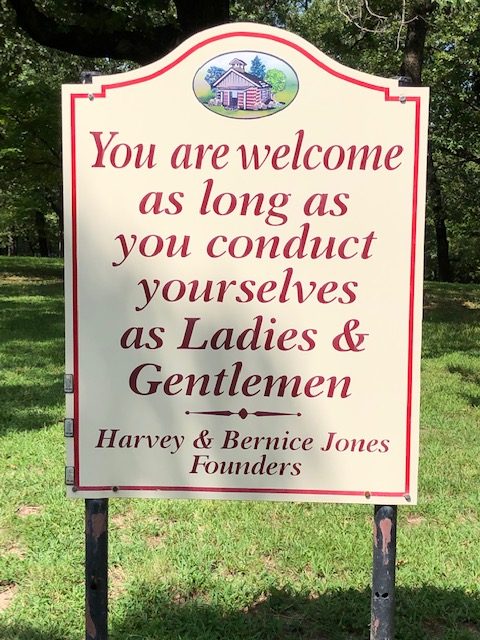 You are welcome
as long as
you conduct
yourselves
as Ladies &
Gentlemen
Harvey & Bernice Jones
Founders